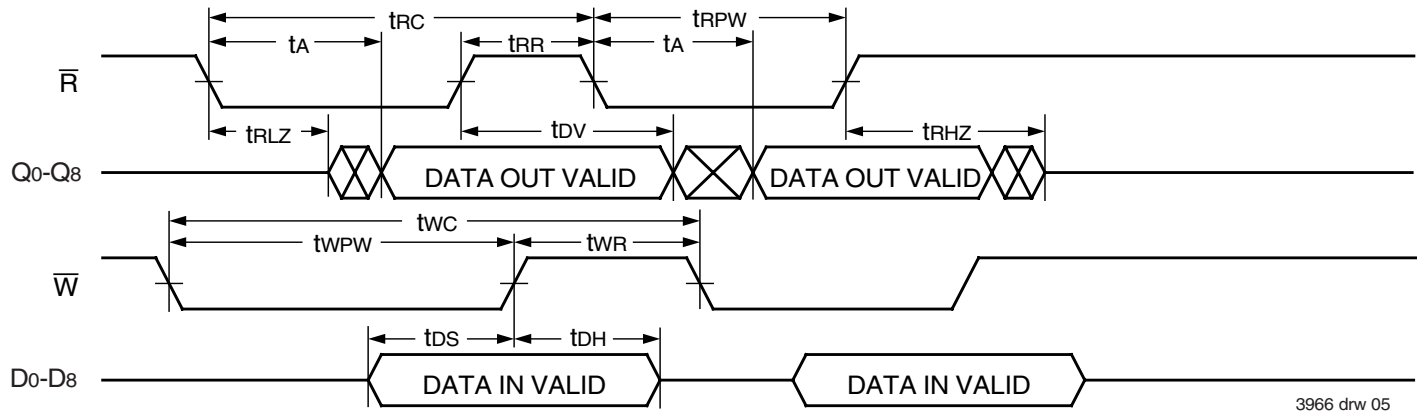 tRC tRPW
tA tRR tA
R̅
tRLZ tDV tRHZ
Q0-Q8 DATA OUT VALID DATA OUT VALID
tWC
tWPW tWR
W̅
tDS tDH
D0-D8 DATA IN VALID DATA IN VALID
3966 drw 05